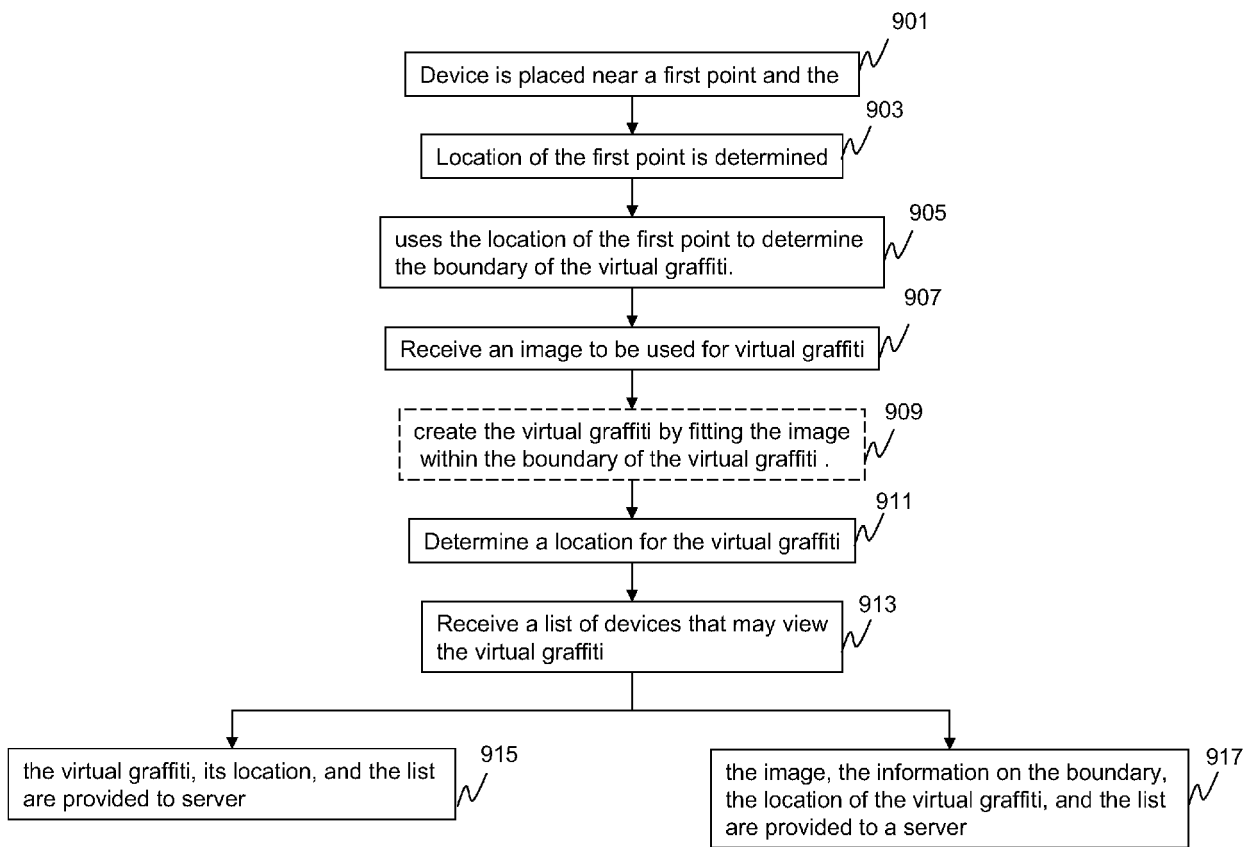 901
Device is placed near a first point and the
903
Location of the first point is determined
905
uses the location of the first point to determine
the boundary of the virtual graffiti.
907
Receive an image to be used for virtual graffiti
909
create the virtual graffiti by fitting the image
within the boundary of the virtual graffiti .
911
Determine a location for the virtual graffiti
913
Receive a list of devices that may view
the virtual graffiti
915
the virtual graffiti, its location, and the list
are provided to server
917
the image, the information on the boundary,
the location of the virtual graffiti, and the list
are provided to a server